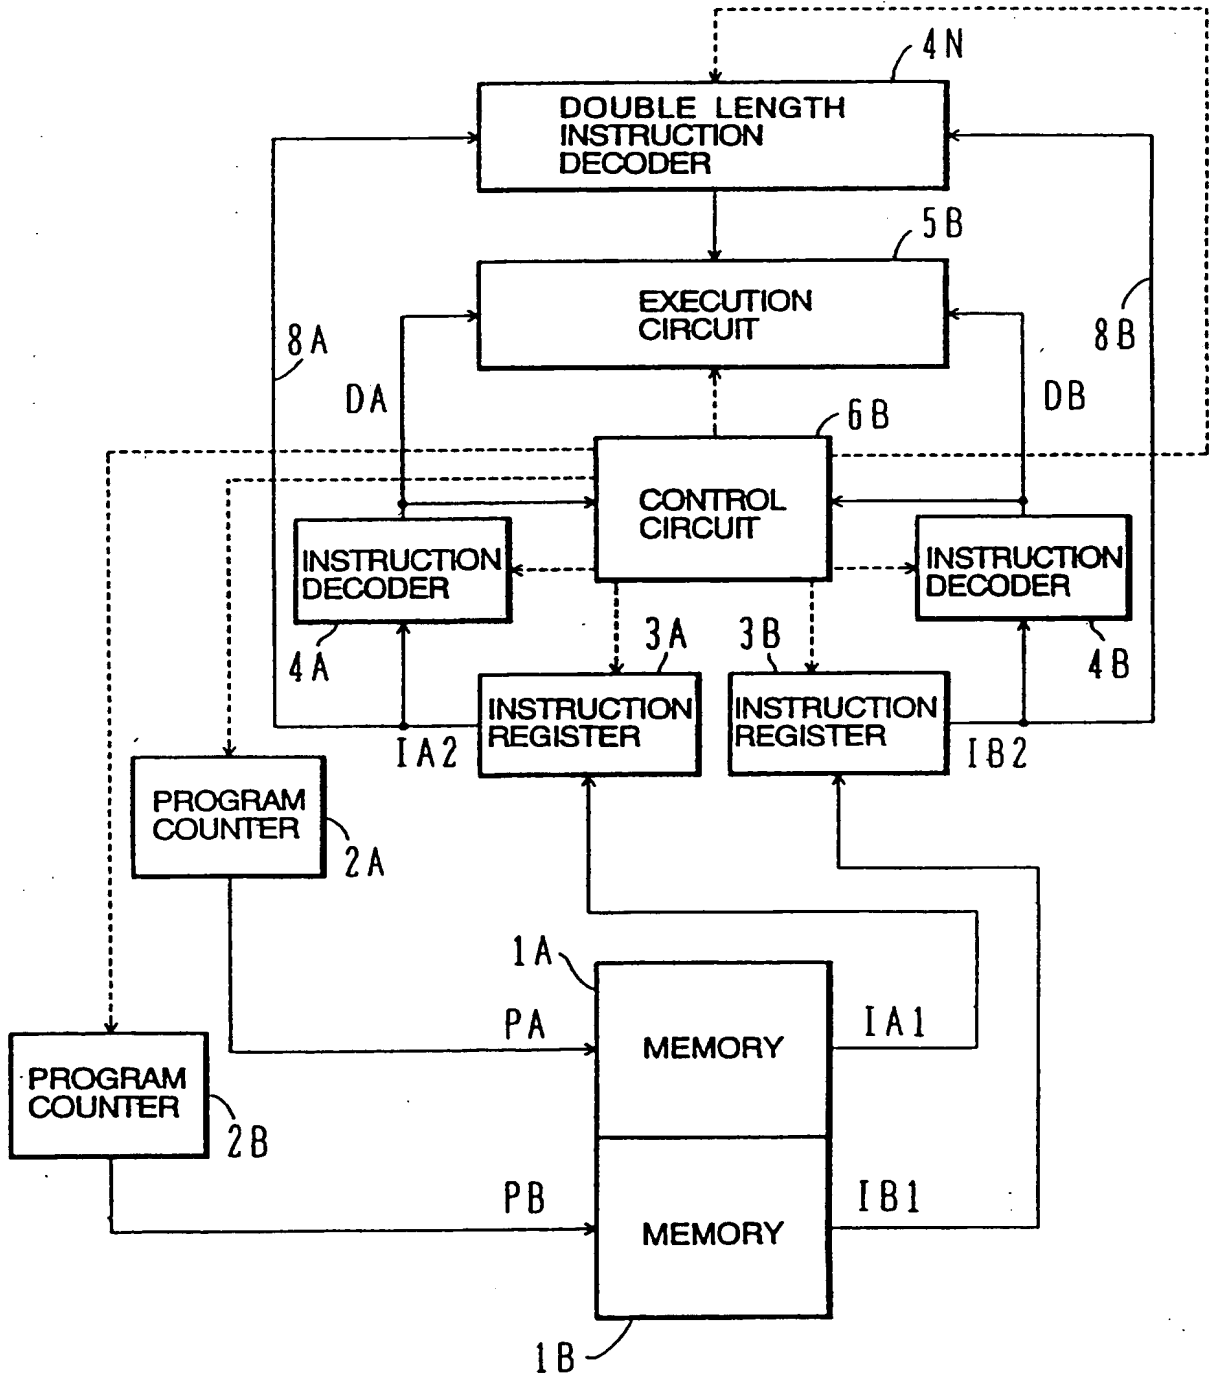 4N
DOUBLE LENGTH
INSTRUCTION
DECODER
5B
EXECUTION
CIRCUIT
8A
8B
DA
DB
6B
CONTROL
CIRCUIT
INSTRUCTION
DECODER
INSTRUCTION
DECODER
4A
3A
3B
4B
INSTRUCTION
REGISTER
INSTRUCTION
REGISTER
IA2
IB2
PROGRAM
COUNTER
2A
1A
PA
MEMORY
IA1
PROGRAM
COUNTER
2B
PB
MEMORY
IB1
1B